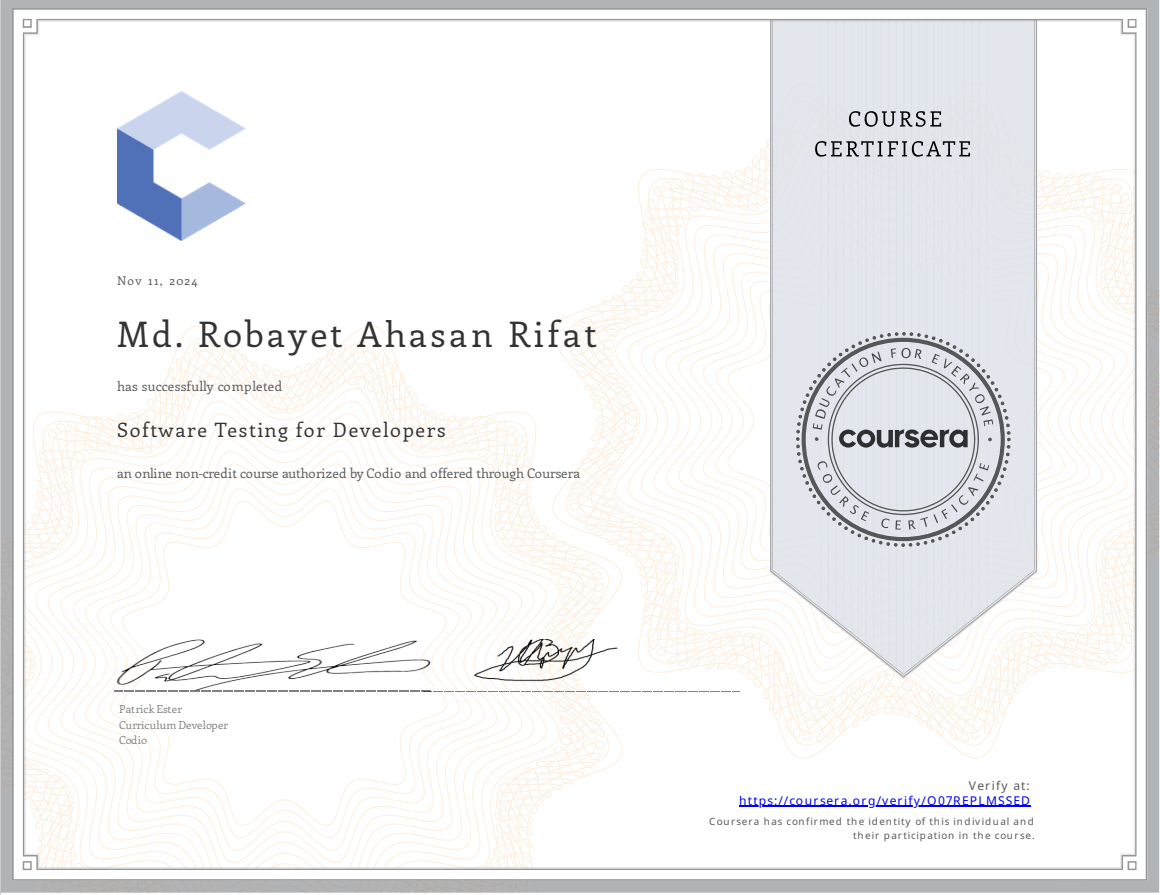 COURSE
CERTIFICATE
Nov 11, 2024
Md. Robayet Ahasan Rifat
has successfully completed
Software Testing for Developers
an online non-credit course authorized by Codio and offered through Coursera
EDUCATION FOR EVERYONE
coursera
COURSE CERTIFICATE
Patrick Ester
Curriculum Developer
Codio
Verify at:
https://coursera.org/verify/O07REPLMSSED
Coursera has confirmed the identity of this individual and
their participation in the course.